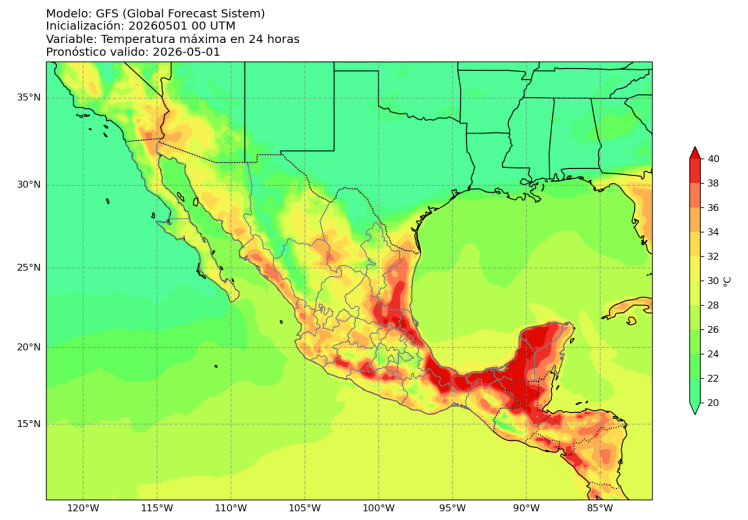 Modelo: GFS (Global Forecast Sistem)
Inicialización: 20260501 00 UTM
Variable: Temperatura máxima en 24 horas
Pronóstico valido: 2026-05-01
35°N
30°N
25°N
20°N
15°N
120°W 115°W 110°W 105°W 100°W 95°W 90°W 85°W
40
38
36
34
32
30
28
26
24
22
20
°C